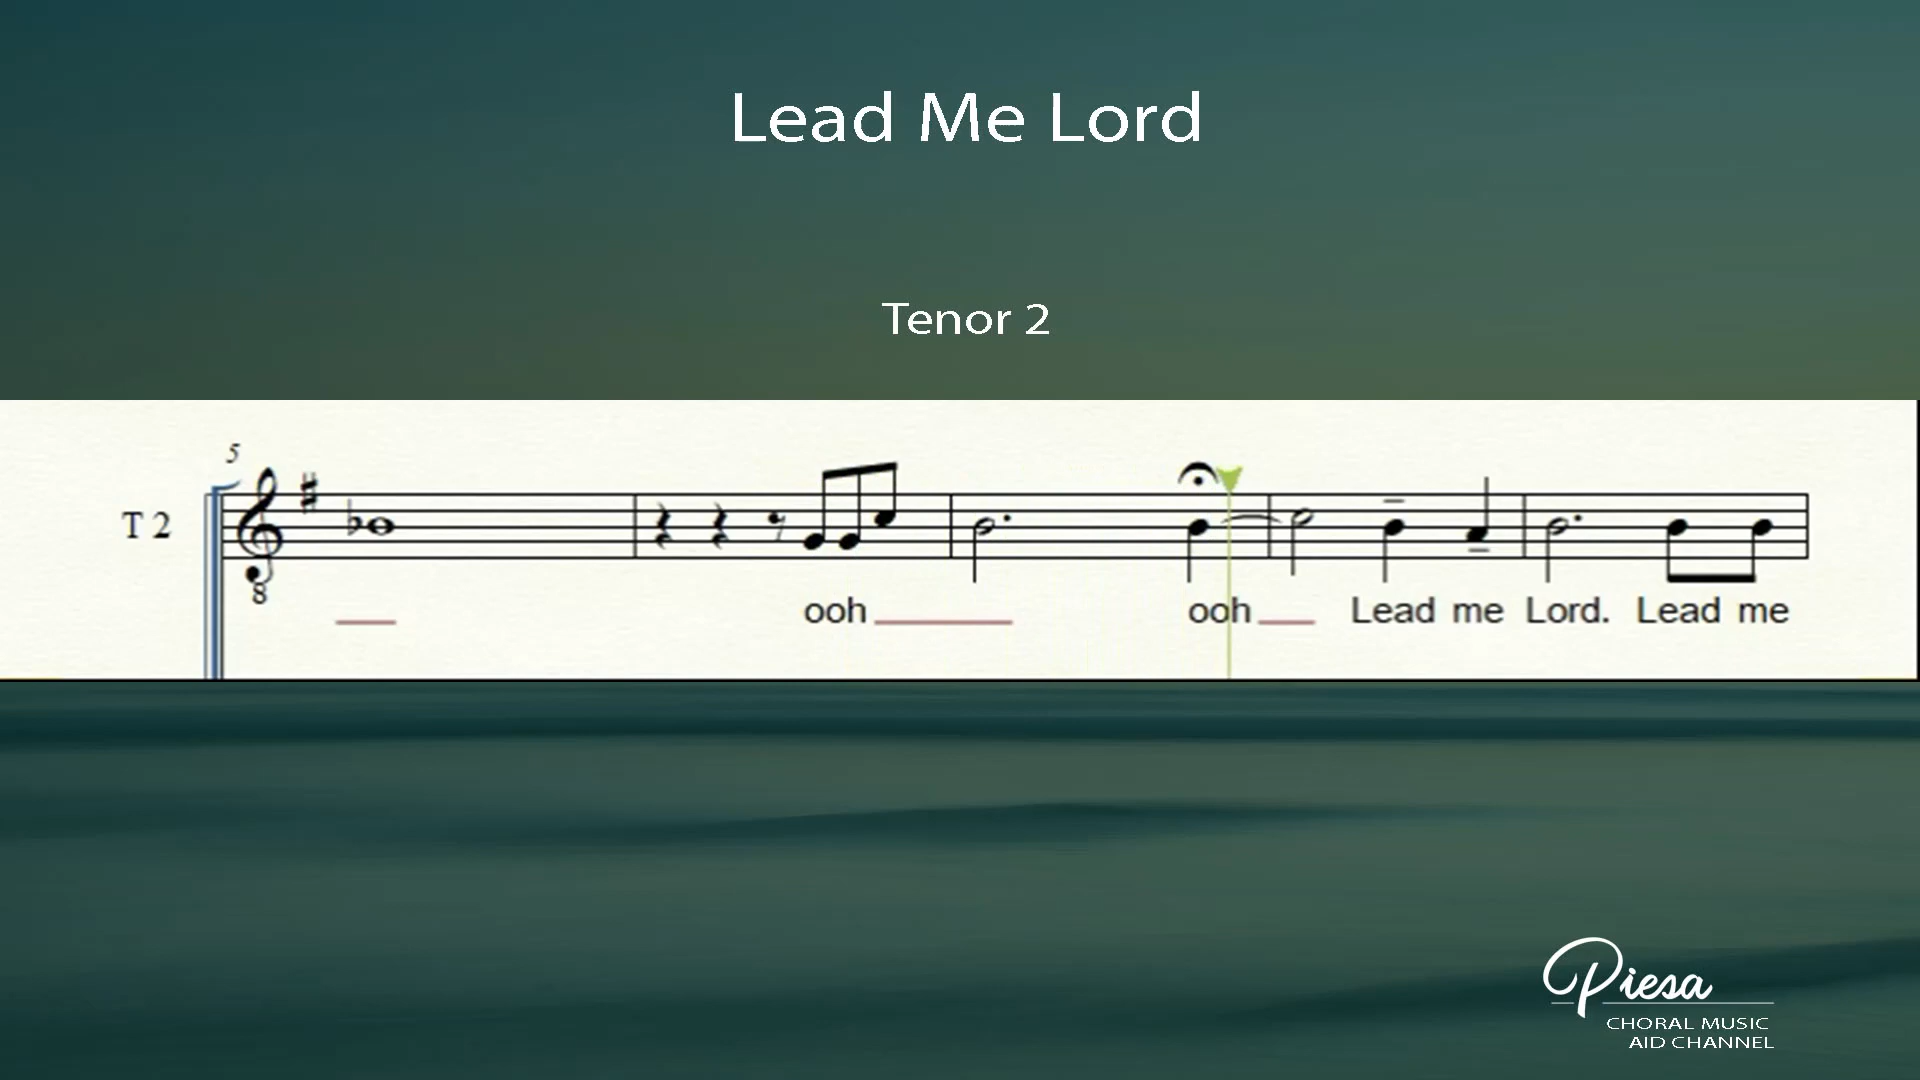 Lead Me Lord
Tenor 2
5
T 2
8
ooh ooh Lead me Lord. Lead me
Piesa
CHORAL MUSIC
AID CHANNEL